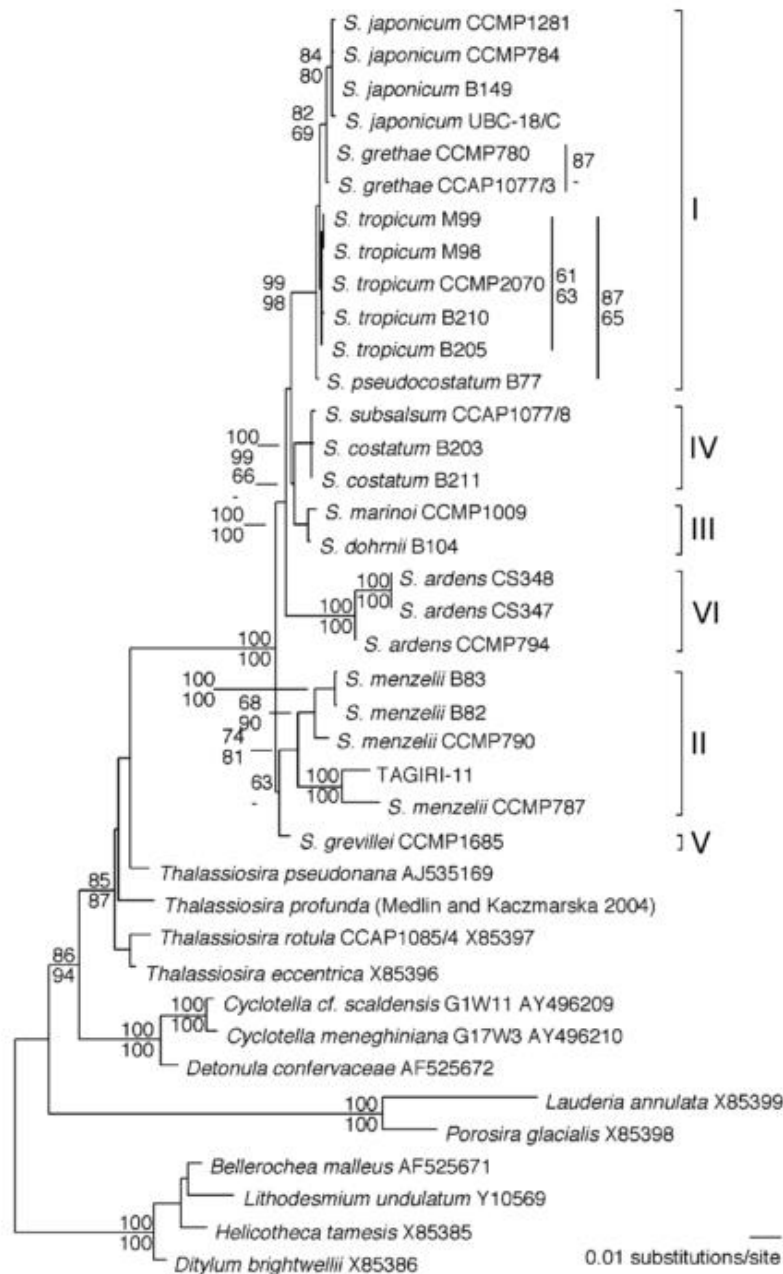 S. japonicum CCMP1281
84
S. japonicum CCMP784
80
S. japonicum B149
82
S. japonicum UBC-18/C
69
S. grethae CCMP780
87
S. grethae CCAP1077/3
-
I
S. tropicum M99
S. tropicum M98
99
S. tropicum CCMP2070
61
98
63
87
S. tropicum B210
65
S. tropicum B205
S. pseudocostatum B77
S. subsalsum CCAP1077/8
100
S. costatum B203
IV
99
66
S. costatum B211
-
S. marinoi CCMP1009
100
III
100
S. dohrnii B104
100
S. ardens CS348
100
100
S. ardens CS347
VI
100
100
S. ardens CCMP794
100
100
S. menzelii B83
100
68
S. menzelii B82
90
74
S. menzelii CCMP790
II
81
63
100
TAGIRI-11
-
100
S. menzelii CCMP787
S. grevillei CCMP1685
V
Thalassiosira pseudonana AJ535169
85
87
Thalassiosira profunda (Medlin and Kaczmarska 2004)
Thalassiosira rotula CCAP1085/4 X85397
86
94
Thalassiosira eccentrica X85396
100
Cyclotella cf. scaldensis G1W11 AY496209
100
100
Cyclotella meneghiniana G17W3 AY496210
100
Detonula confervaceae AF525672
100
Lauderia annulata X85399
100
Porosira glacialis X85398
Bellerochea malleus AF525671
Lithodesmium undulatum Y10569
100
Helicotheca tamesis X85385
100
Ditylum brightwellii X85386
0.01 substitutions/site